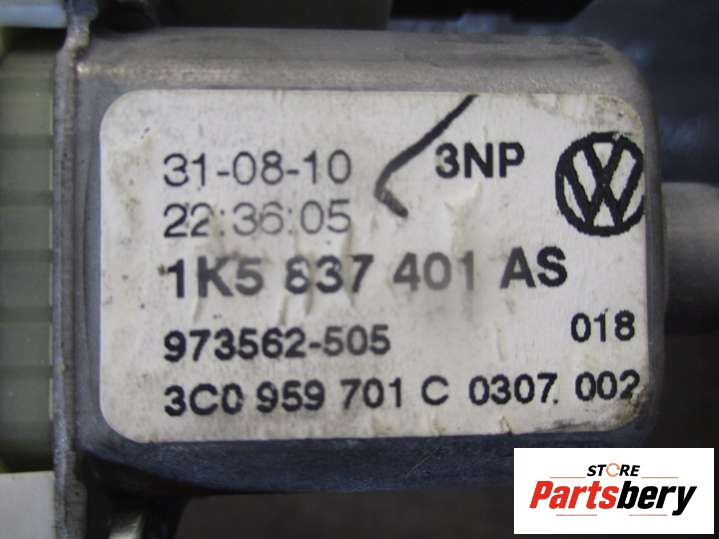 31-08-10 3NP
22:36:05
1K5 837 401 AS
973562-505 018
3C0 959 701 C 0307 002
STORE
Partsbery